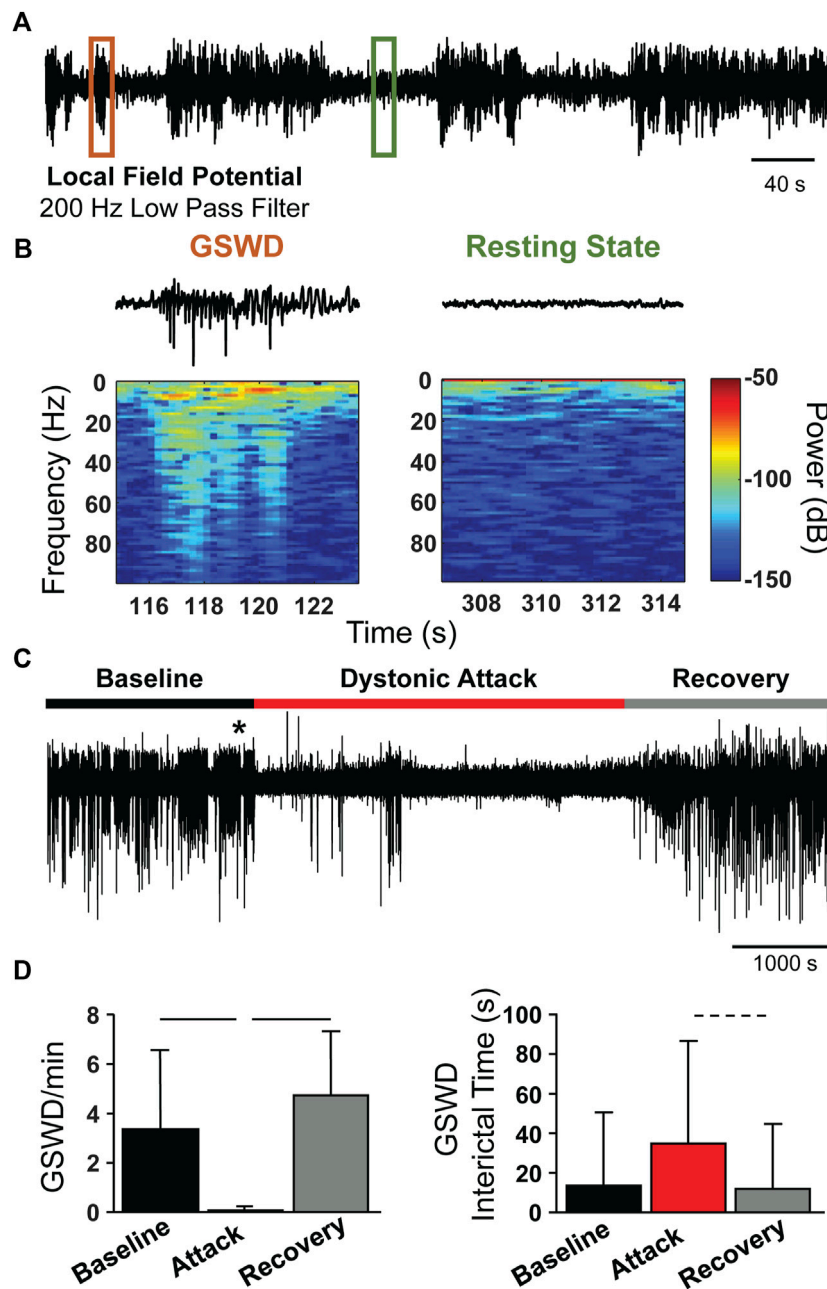 A
Local Field Potential
200 Hz Low Pass Filter
40 s
B
GSWD
Resting State
Frequency (Hz)
0
20
40
60
80
116 118 120 122
0
20
40
60
80
308 310 312 314
Time (s)
-50
-100
-150
Power (dB)
C
Baseline
Dystonic Attack
Recovery
*
1000 s
D
GSWD/min
8
6
4
2
0
Baseline
Attack
Recovery
GSWD
Interictal Time (s)
100
80
60
40
20
0
Baseline
Attack
Recovery